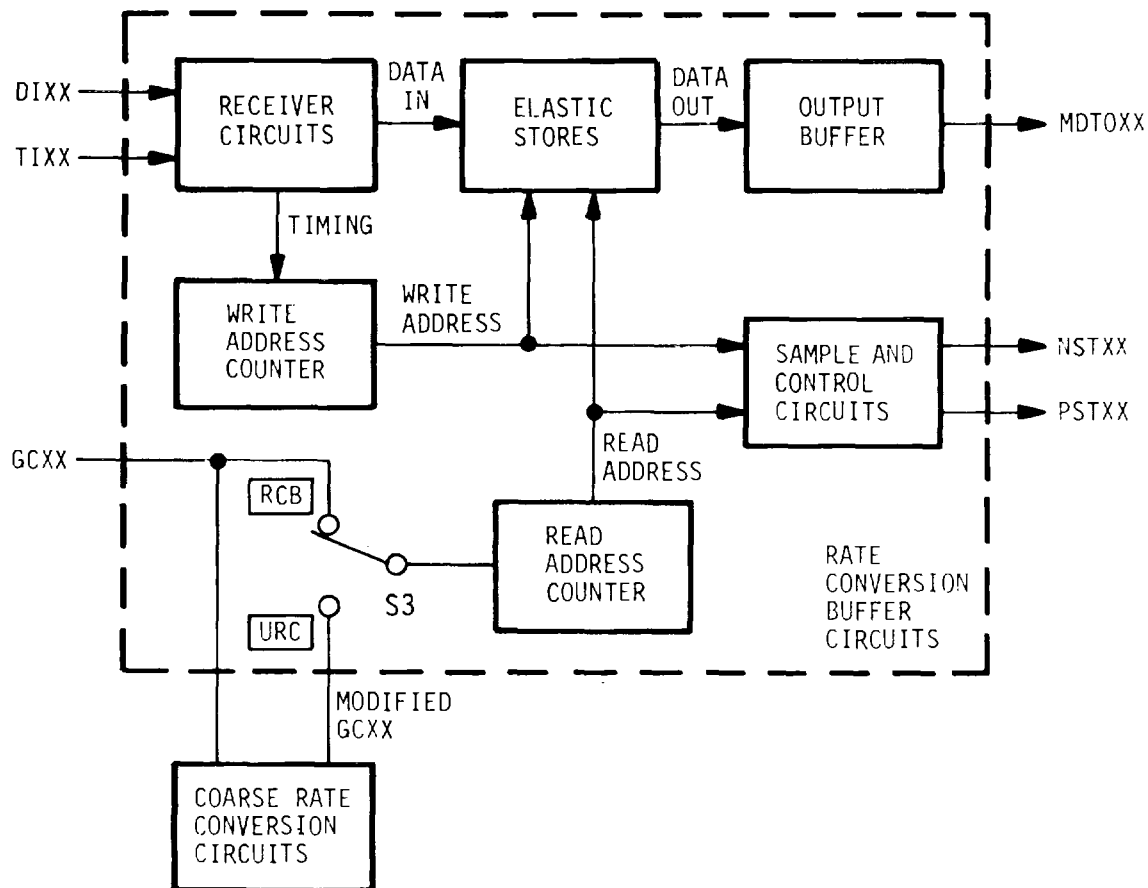 DIXX
TIXX
RECEIVER
CIRCUITS
DATA
IN
ELASTIC
STORES
DATA
OUT
OUTPUT
BUFFER
MDTOXX
TIMING
WRITE
ADDRESS
COUNTER
WRITE
ADDRESS
SAMPLE AND
CONTROL
CIRCUITS
NSTXX
PSTXX
GCXX
RCB
READ
ADDRESS
S3
URC
READ
ADDRESS
COUNTER
RATE
CONVERSION
BUFFER
CIRCUITS
MODIFIED
GCXX
COARSE RATE
CONVERSION
CIRCUITS